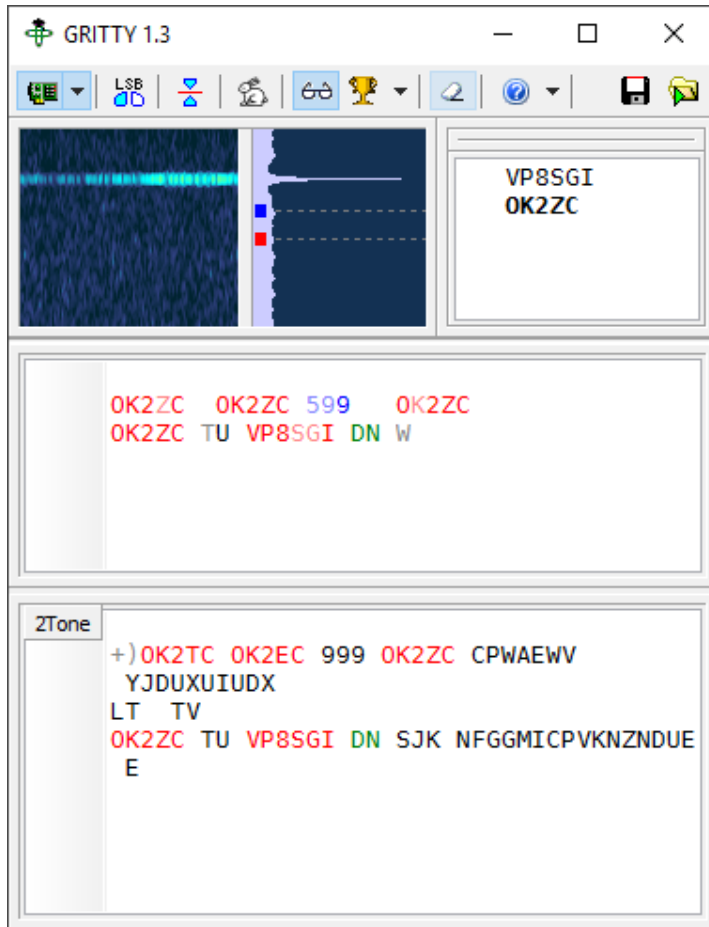 GRITTY 1.3
LSB
VP8SGI
OK2ZC
OK2ZC OK2ZC 599 OK2ZC
OK2ZC TU VP8SGI DN W
2Tone
+)OK2TC OK2EC 999 OK2ZC CPWAEWV
YJDUXUIUDX
LT TV
OK2ZC TU VP8SGI DN SJK NFGGMICPVKNZNDUE
E